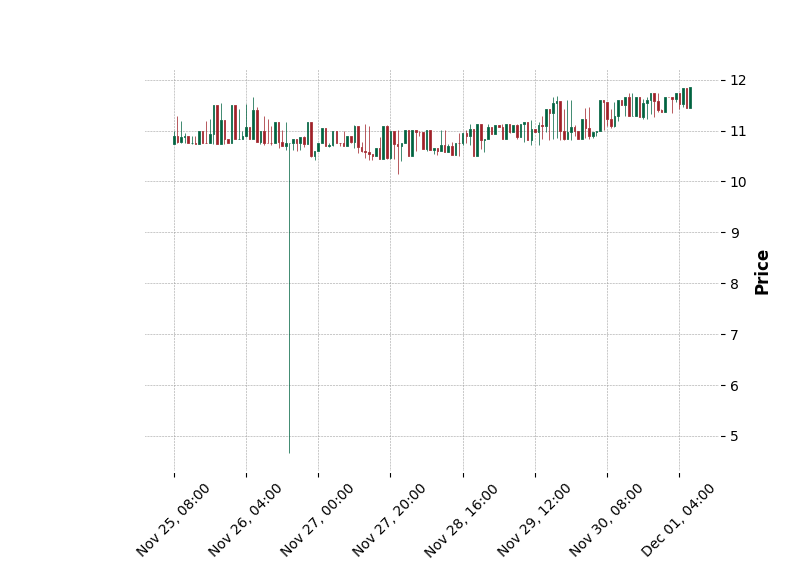 12
11
10
9
8
7
6
5
Price
Nov 25, 08:00
Nov 26, 04:00
Nov 27, 00:00
Nov 27, 20:00
Nov 28, 16:00
Nov 29, 12:00
Nov 30, 08:00
Dec 01, 04:00